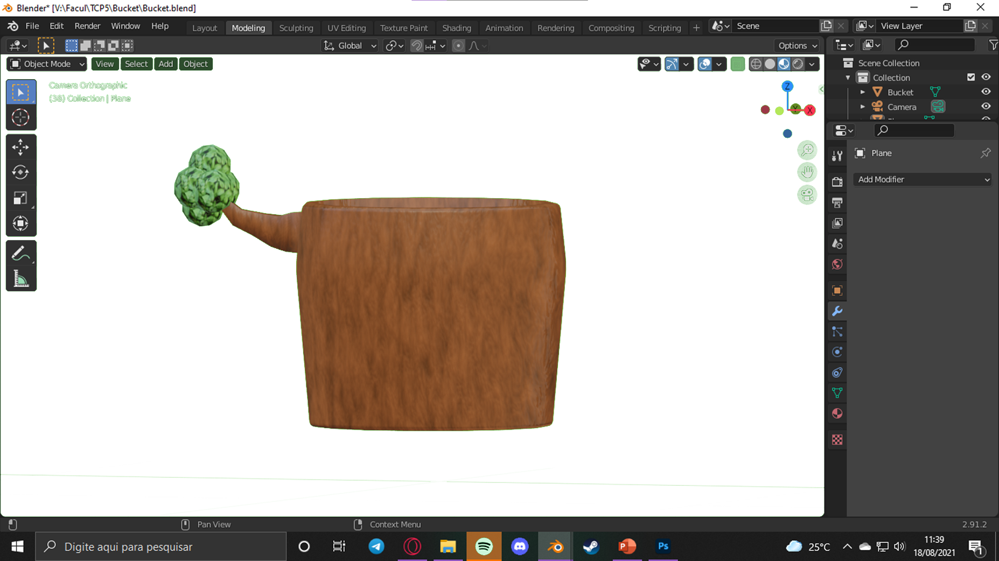 Blender* [V:\Facul\TCP5\Bucket\Bucket.blend]
File Edit Render Window Help Layout Modeling Sculpting UV Editing Texture Paint Shading Animation Rendering Compositing Scripting + Scene View Layer
Global Options
Object Mode View Select Add Object
Scene Collection
Collection
Bucket
Camera
Camera Orthographic
(38) Collection | Plane
Z
Y
X
Plane
Add Modifier
Pan View Context Menu 2.91.2
Digite aqui para pesquisar
P
Ps
25°C
11:39
18/08/2021
1